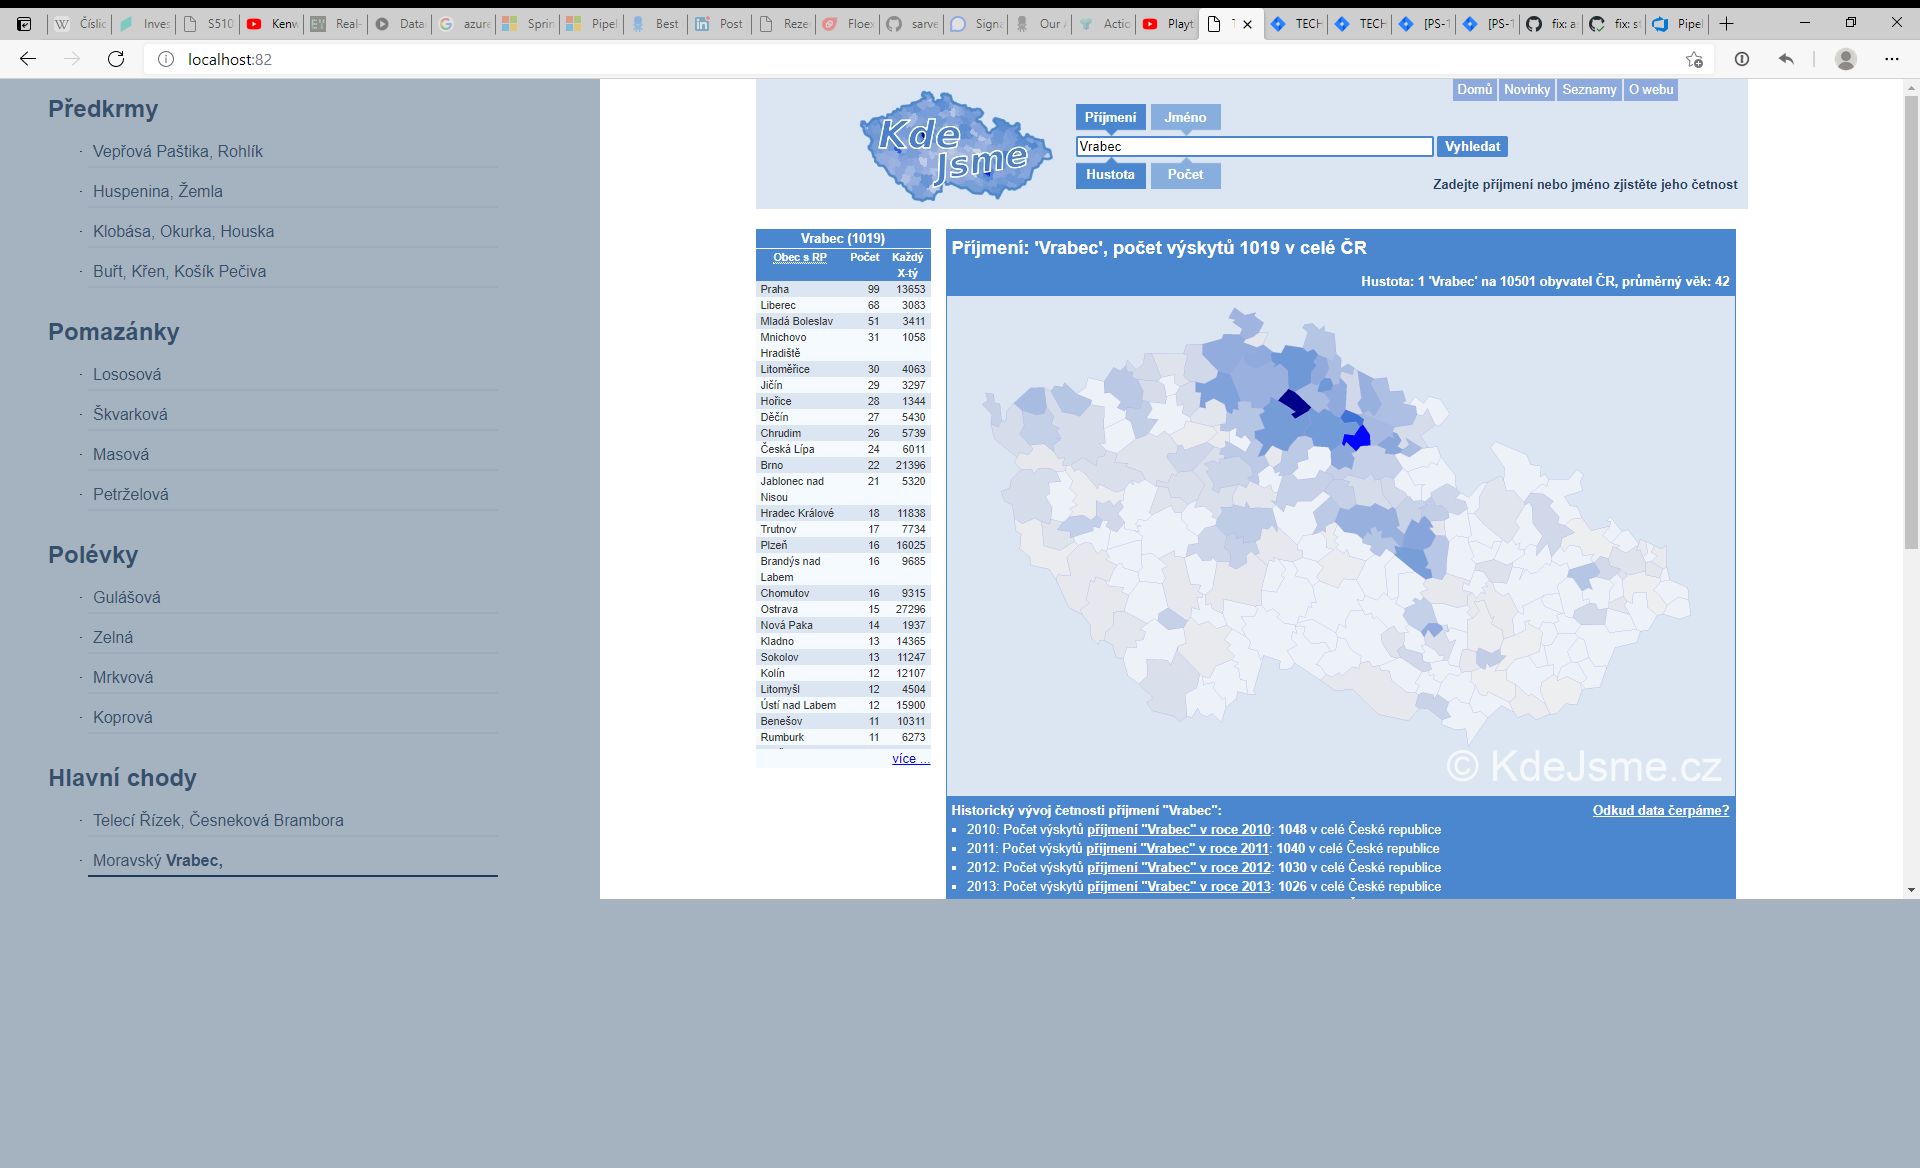 Číslic
Inves
S510
Kenw
Real-
Data
azure
Sprin
Pipel
Best
Post
Reze
Floex
sarve
Signa
Our A
Actio
Playt
TECH
TECH
[PS-1
[PS-1
fix: a
fix: s
Pipel
localhost:82
Předkrmy
· Vepřová Paštika, Rohlík
· Huspenina, Žemla
· Klobása, Okurka, Houska
· Buřt, Křen, Košík Pečiva
Pomazánky
· Lososová
· Škvarková
· Masová
· Petrželová
Polévky
· Gulášová
· Zelná
· Mrkvová
· Koprová
Hlavní chody
· Telecí Řízek, Česneková Brambora
· Moravský Vrabec,
Domů Novinky Seznamy O webu
Kde
Jsme
Příjmení Jméno
Vrabec Vyhledat
Hustota Počet
Zadejte příjmení nebo jméno zjistěte jeho četnost
Vrabec (1019)
Obec s RP Počet Každý
X-tý
Praha 99 13653
Liberec 68 3083
Mladá Boleslav 51 3411
Mnichovo 31 1058
Hradiště
Litoměřice 30 4063
Jičín 29 3297
Hořice 28 1344
Děčín 27 5430
Chrudim 26 5739
Česká Lípa 24 6011
Brno 22 21396
Jablonec nad 21 5320
Nisou
Hradec Králové 18 11838
Trutnov 17 7734
Plzeň 16 16025
Brandýs nad 16 9685
Labem
Chomutov 16 9315
Ostrava 15 27296
Nová Paka 14 1937
Kladno 13 14365
Sokolov 13 11247
Kolín 12 12107
Litomyšl 12 4504
Ústí nad Labem 12 15900
Benešov 11 10311
Rumburk 11 6273
více ...
Příjmení: 'Vrabec', počet výskytů 1019 v celé ČR
Hustota: 1 'Vrabec' na 10501 obyvatel ČR, průměrný věk: 42
© KdeJsme.cz
Historický vývoj četnosti příjmení "Vrabec": Odkud data čerpáme?
▪ 2010: Počet výskytů příjmení "Vrabec" v roce 2010: 1048 v celé České republice
▪ 2011: Počet výskytů příjmení "Vrabec" v roce 2011: 1040 v celé České republice
▪ 2012: Počet výskytů příjmení "Vrabec" v roce 2012: 1030 v celé České republice
▪ 2013: Počet výskytů příjmení "Vrabec" v roce 2013: 1026 v celé České republice